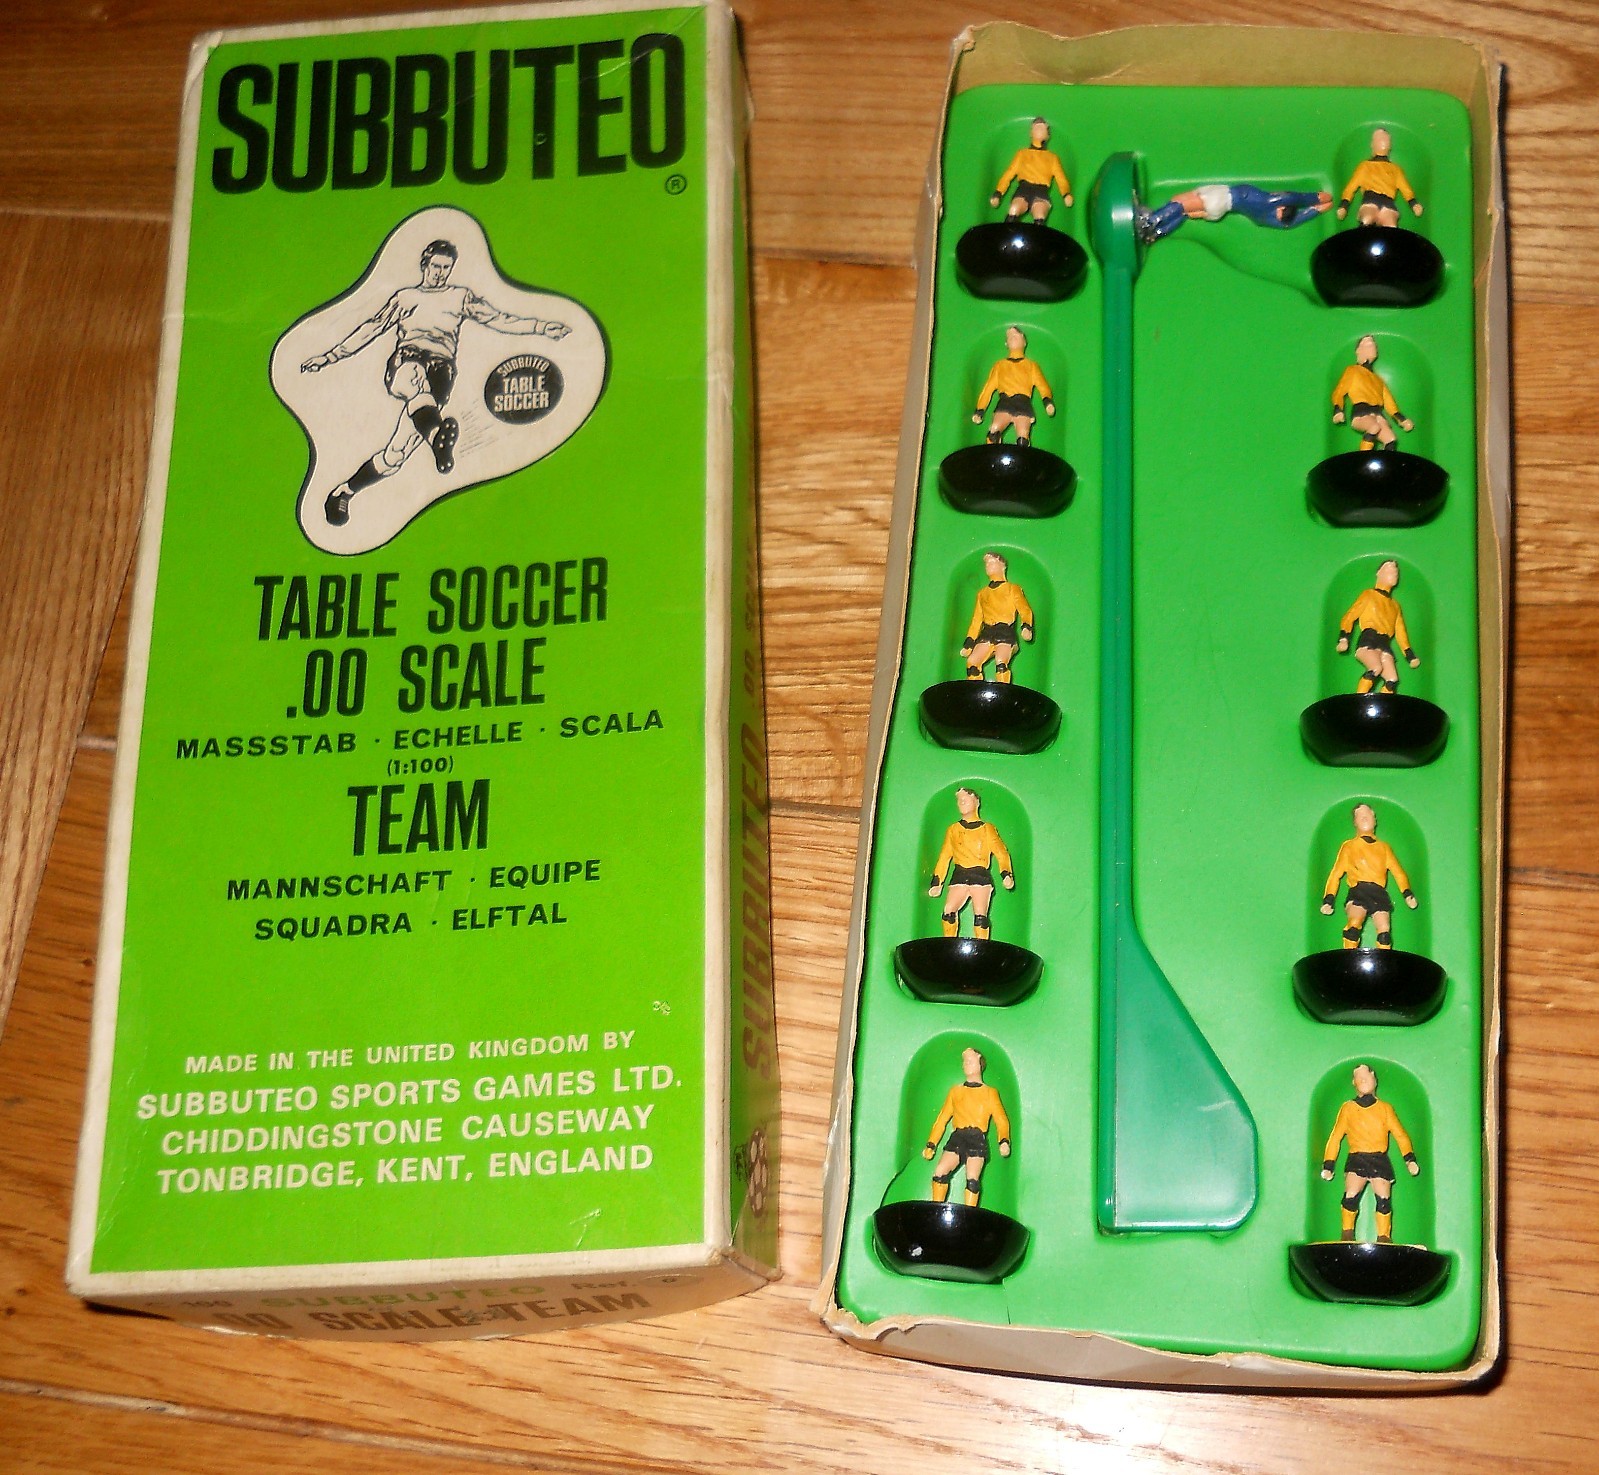 SUBBUTEO
®
SUBBUTEO
TABLE
SOCCER
TABLE SOCCER
.00 SCALE
MASSSTAB · ECHELLE · SCALA
(1:100)
TEAM
MANNSCHAFT · EQUIPE
SQUADRA · ELFTAL
MADE IN THE UNITED KINGDOM BY
SUBBUTEO SPORTS GAMES LTD.
CHIDDINGSTONE CAUSEWAY
TONBRIDGE, KENT, ENGLAND
SUBBUTEO Ref.
00 SCALE TEAM
SUBBUTEO